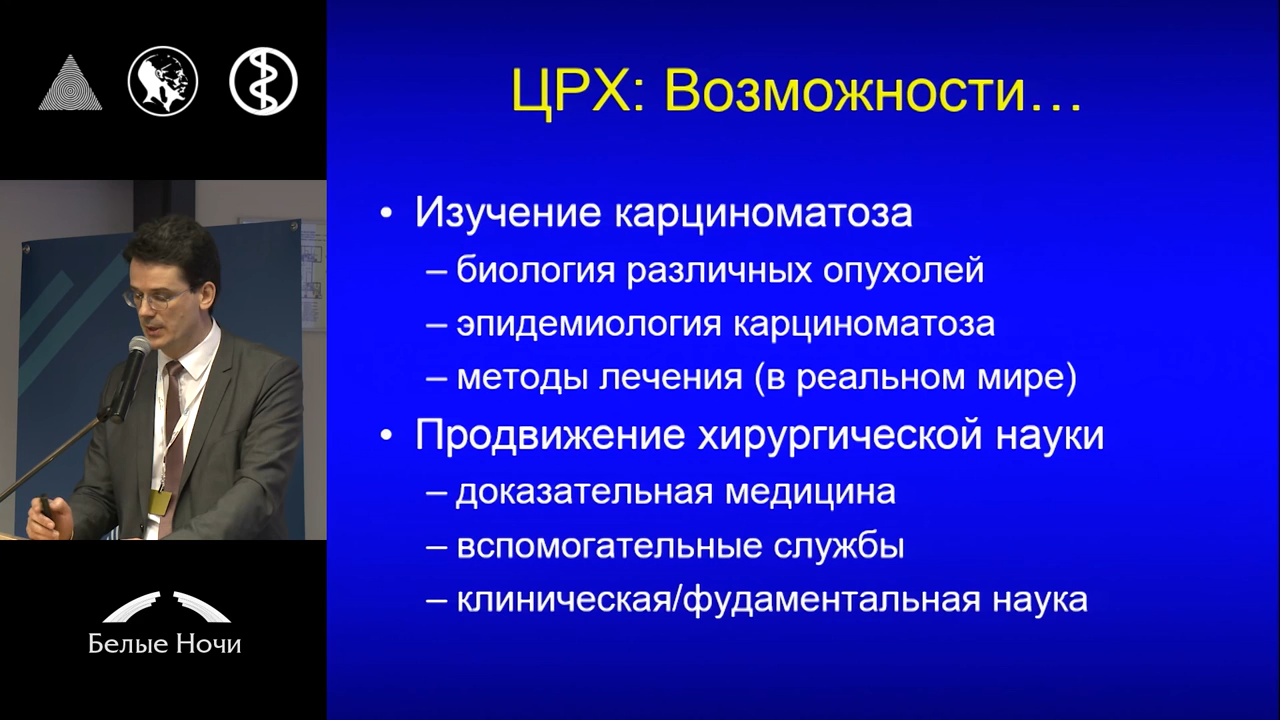 ЦРХ: Возможности…
• Изучение карциноматоза
– биология различных опухолей
– эпидемиология карциноматоза
– методы лечения (в реальном мире)
• Продвижение хирургической науки
– доказательная медицина
– вспомогательные службы
– клиническая/фудаментальная наука
Белые Ночи